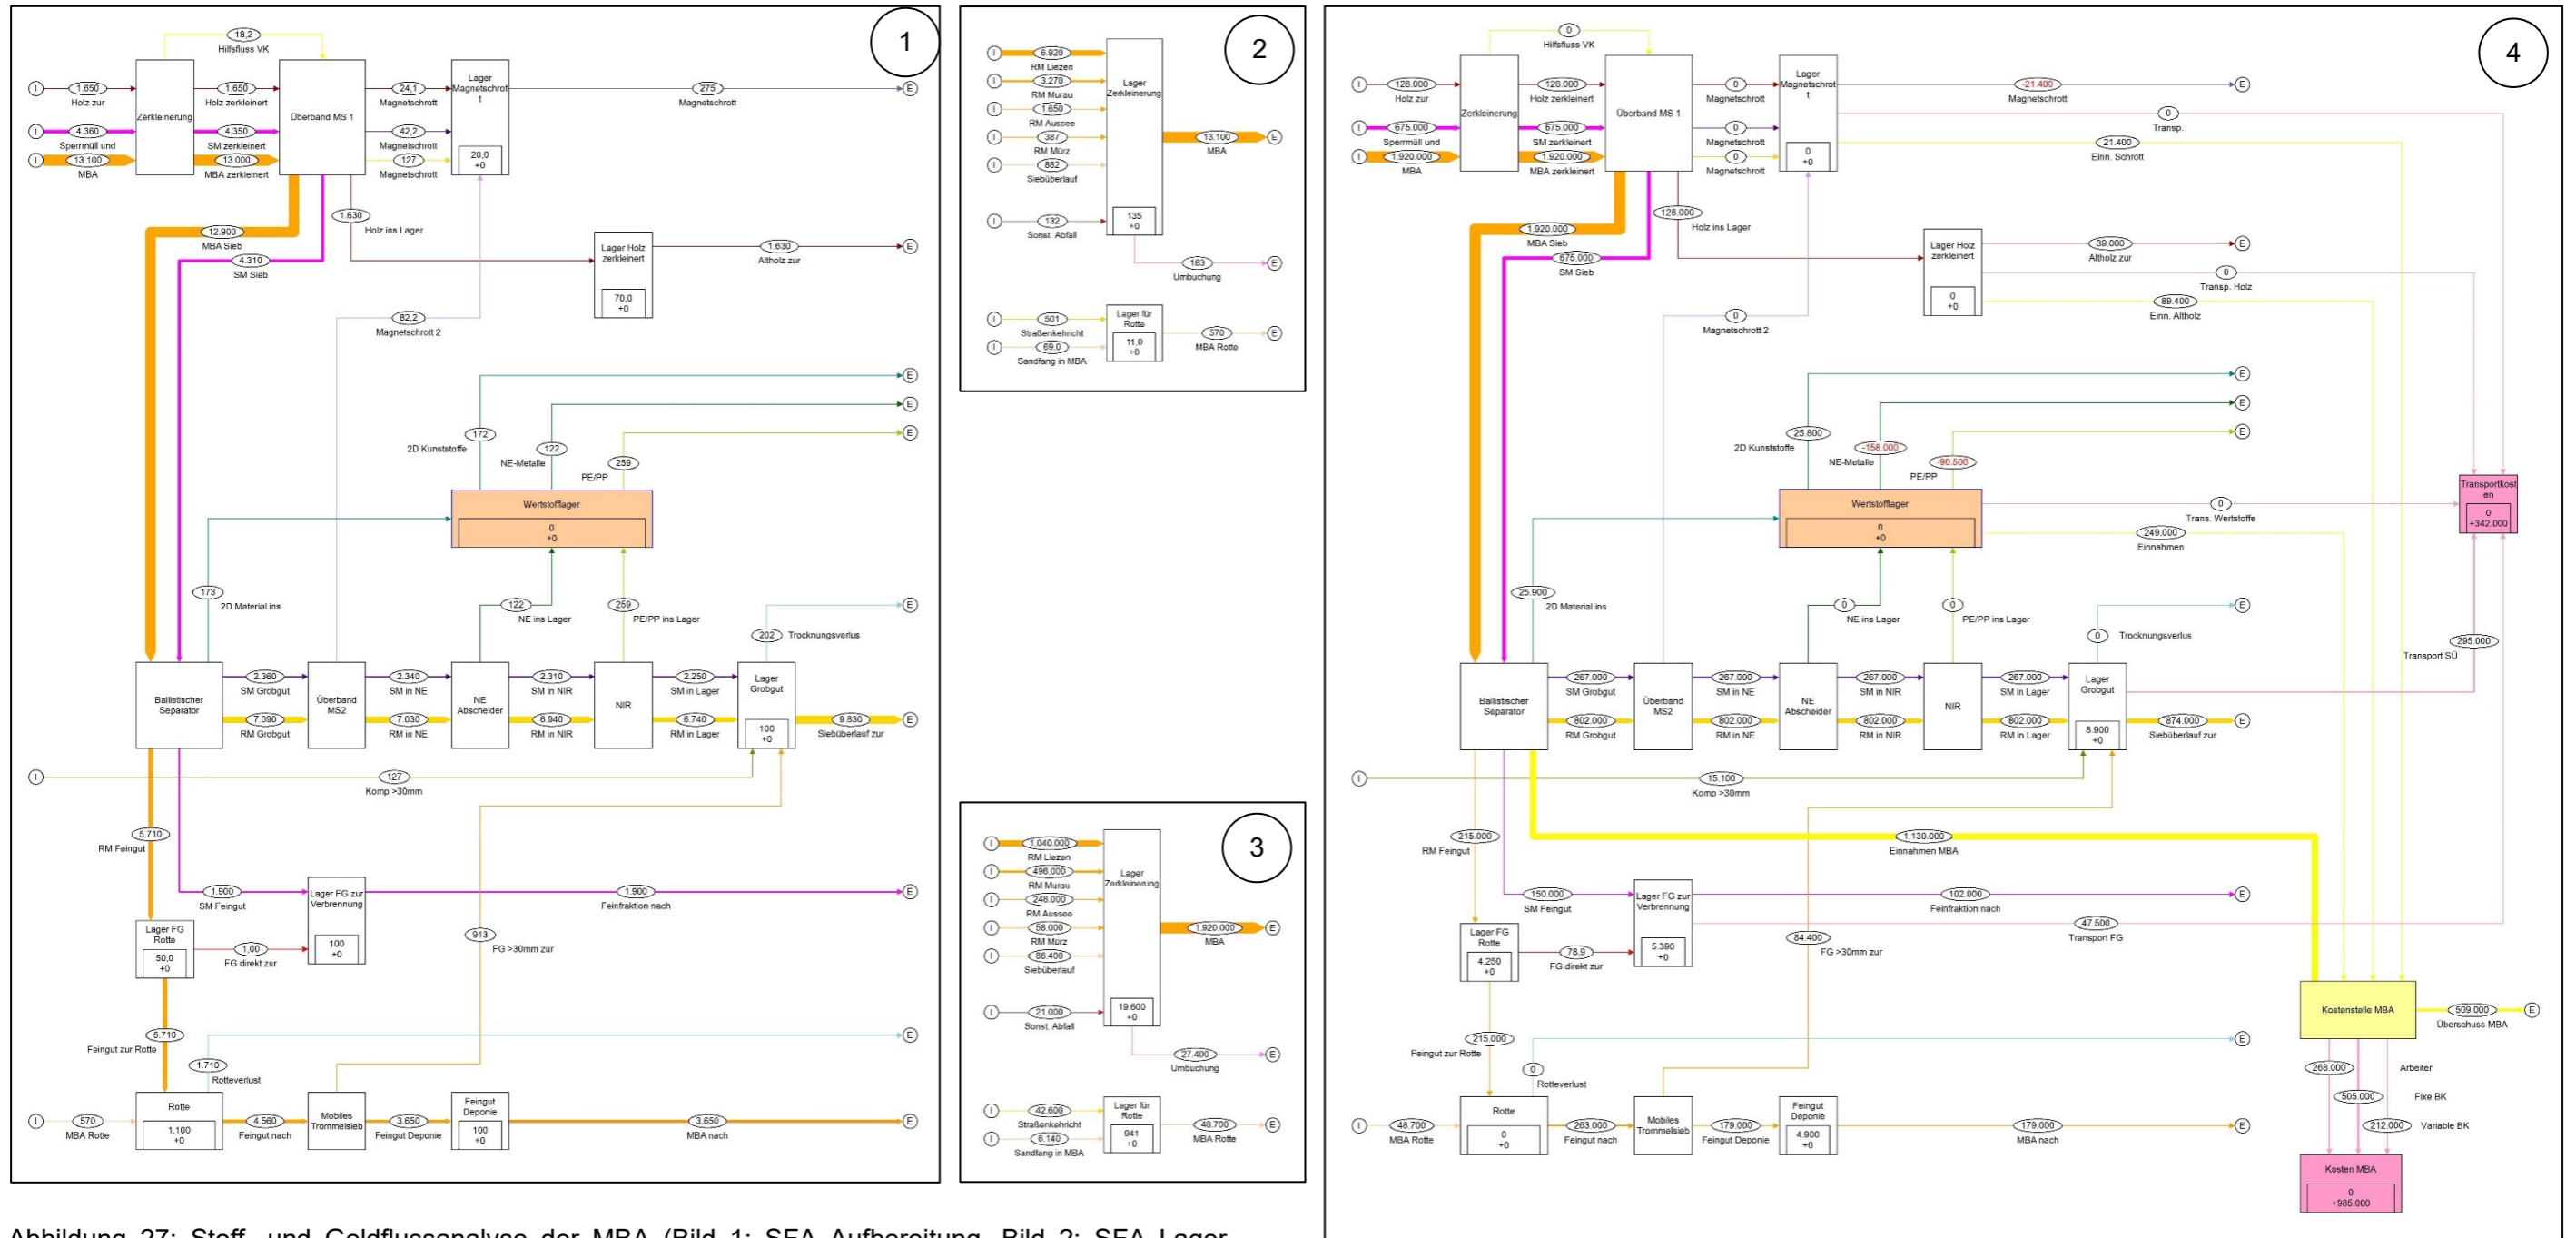 1
18,2
Hilfsfluss VK
I
1.650
Holz zur
1.650
Holz zerkleinert
24,1
Magnetschrott
Lager
Magnetschrot
t
20,0
+0
275
Magnetschrott
E
Zerkleinerung
Überband MS 1
I
4.360
Sperrmüll und
4.350
SM zerkleinert
42,2
Magnetschrott
I
13.100
MBA
13.000
MBA zerkleinert
127
Magnetschrott
1.630
Holz ins Lager
12.900
MBA Sieb
4.310
SM Sieb
Lager Holz
zerkleinert
70,0
+0
1.630
Altholz zur
E
82,2
Magnetschrott 2
E
E
E
172
2D Kunststoffe
122
NE-Metalle
259
PE/PP
Wertstofflager
0
+0
173
2D Material ins
122
NE ins Lager
259
PE/PP ins Lager
202
Trocknungsverlus
E
Ballistischer
Separator
2.360
SM Grobgut
7.090
RM Grobgut
Überband
MS2
2.340
SM in NE
7.030
RM in NE
NE
Abscheider
2.310
SM in NIR
6.940
RM in NIR
NIR
2.250
SM in Lager
6.740
RM in Lager
Lager
Grobgut
100
+0
9.830
Siebüberlauf zur
E
I
127
Komp >30mm
5.710
RM Feingut
1.900
SM Feingut
Lager FG zur
Verbrennung
100
+0
1.900
Feinfraktion nach
E
Lager FG
Rotte
50,0
+0
1,00
FG direkt zur
913
FG >30mm zur
5.710
Feingut zur Rotte
1.710
Rotteverlust
E
I
570
MBA Rotte
Rotte
1.100
+0
4.560
Feingut nach
Mobiles
Trommelsieb
3.650
Feingut Deponie
Feingut
Deponie
100
+0
3.650
MBA nach
E
2
I
6.920
RM Liezen
I
3.270
RM Murau
I
1.650
RM Aussee
I
387
RM Mürz
I
882
Siebüberlauf
I
132
Sonst. Abfall
Lager
Zerkleinerung
135
+0
13.100
MBA
E
183
Umbuchung
E
I
501
Straßenkehricht
I
69,0
Sandfang in MBA
Lager für
Rotte
11,0
+0
570
MBA Rotte
E
3
I
1.040.000
RM Liezen
I
496.000
RM Murau
I
248.000
RM Aussee
I
58.000
RM Mürz
I
86.400
Siebüberlauf
I
21.000
Sonst. Abfall
Lager
Zerkleinerung
19.600
+0
1.920.000
MBA
E
27.400
Umbuchung
E
I
42.600
Straßenkehricht
I
6.140
Sandfang in MBA
Lager für
Rotte
941
+0
48.700
MBA Rotte
E
4
0
Hilfsfluss VK
I
128.000
Holz zur
128.000
Holz zerkleinert
0
Magnetschrott
Lager
Magnetschrot
t
0
+0
-21.400
Magnetschrott
E
0
Transp.
21.400
Einn. Schrott
Zerkleinerung
Überband MS 1
I
675.000
Sperrmüll und
675.000
SM zerkleinert
0
Magnetschrott
I
1.920.000
MBA
1.920.000
MBA zerkleinert
0
Magnetschrott
128.000
Holz ins Lager
1.920.000
MBA Sieb
675.000
SM Sieb
Lager Holz
zerkleinert
0
+0
39.000
Altholz zur
E
0
Transp. Holz
89.400
Einn. Altholz
0
Magnetschrott 2
E
E
E
25.800
2D Kunststoffe
-158.000
NE-Metalle
-90.500
PE/PP
Wertstofflager
0
+0
0
Trans. Wertstoffe
249.000
Einnahmen
Transportkost
en
0
+342.000
25.900
2D Material ins
0
NE ins Lager
0
PE/PP ins Lager
0
Trocknungsverlus
E
295.000
Transport SÜ
Ballistischer
Separator
267.000
SM Grobgut
802.000
RM Grobgut
Überband
MS2
267.000
SM in NE
802.000
RM in NE
NE
Abscheider
267.000
SM in NIR
802.000
RM in NIR
NIR
267.000
SM in Lager
802.000
RM in Lager
Lager
Grobgut
8.900
+0
874.000
Siebüberlauf zur
E
I
15.100
Komp >30mm
215.000
RM Feingut
1.130.000
Einnahmen MBA
150.000
SM Feingut
Lager FG zur
Verbrennung
5.390
+0
102.000
Feinfraktion nach
E
47.500
Transport FG
Lager FG
Rotte
4.250
+0
78,9
FG direkt zur
84.400
FG >30mm zur
215.000
Feingut zur Rotte
0
Rotteverlust
E
Kostenstelle MBA
509.000
Überschuss MBA
E
268.000
Arbeiter
505.000
Fixe BK
212.000
Variable BK
I
48.700
MBA Rotte
Rotte
0
+0
263.000
Feingut nach
Mobiles
Trommelsieb
179.000
Feingut Deponie
Feingut
Deponie
4.900
+0
179.000
MBA nach
E
Kosten MBA
0
+985.000
Abbildung 27: Stoff- und Geldflussanalyse der MBA (Bild 1: SFA Aufbereitung, Bild 2: SFA Lager